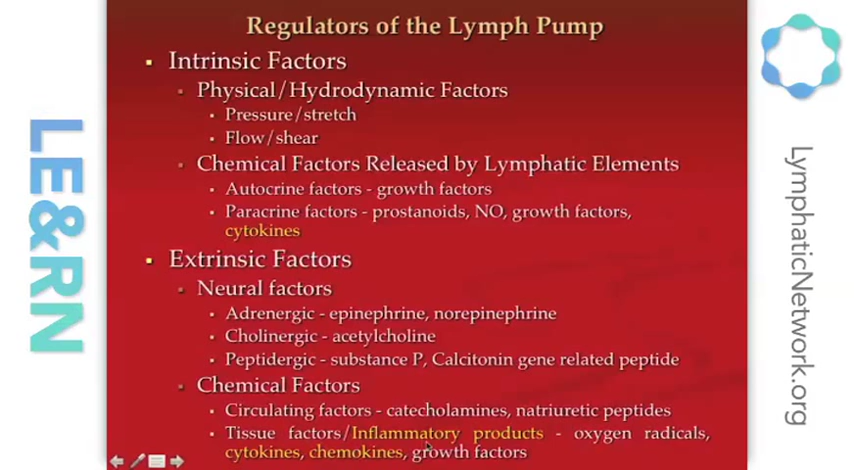 LE&RN
Regulators of the Lymph Pump
Intrinsic Factors
Physical/Hydrodynamic Factors
Pressure/stretch
Flow/shear
Chemical Factors Released by Lymphatic Elements
Autocrine factors - growth factors
Paracrine factors - prostanoids, NO, growth factors,
cytokines
Extrinsic Factors
Neural factors
Adrenergic - epinephrine, norepinephrine
Cholinergic - acetylcholine
Peptidergic - substance P, Calcitonin gene related peptide
Chemical Factors
Circulating factors - catecholamines, natriuretic peptides
Tissue factors/Inflammatory products - oxygen radicals,
cytokines, chemokines, growth factors
LymphaticNetwork.org